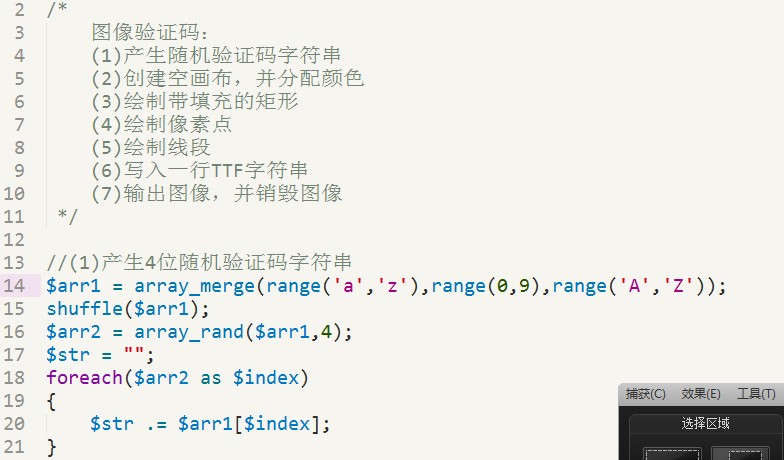 2 /*
3 图像验证码:
4 (1)产生随机验证码字符串
5 (2)创建空画布，并分配颜色
6 (3)绘制带填充的矩形
7 (4)绘制像素点
8 (5)绘制线段
9 (6)写入一行TTF字符串
10 (7)输出图像，并销毁图像
11 */
12
13 //(1)产生4位随机验证码字符串
14 $arr1 = array_merge(range('a','z'),range(0,9),range('A','Z'));
15 shuffle($arr1);
16 $arr2 = array_rand($arr1,4);
17 $str = "";
18 foreach($arr2 as $index)
19 {
20 $str .= $arr1[$index];
21 }
捕获(C) 效果(E) 工具(T)
选择区域